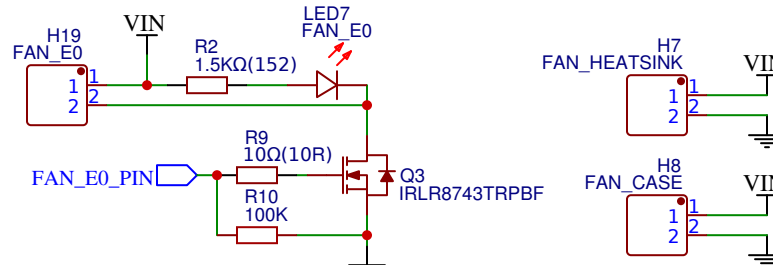 H19
FAN_E0
VIN
1
2
1
2
R2
1.5KΩ(152)
LED7
FAN_E0
FAN_E0_PIN
R9
10Ω(10R)
R10
100K
Q3
IRLR8743TRPBF
H7
FAN_HEATSINK
1
2
1
2
VIN
H8
FAN_CASE
1
2
1
2
VIN